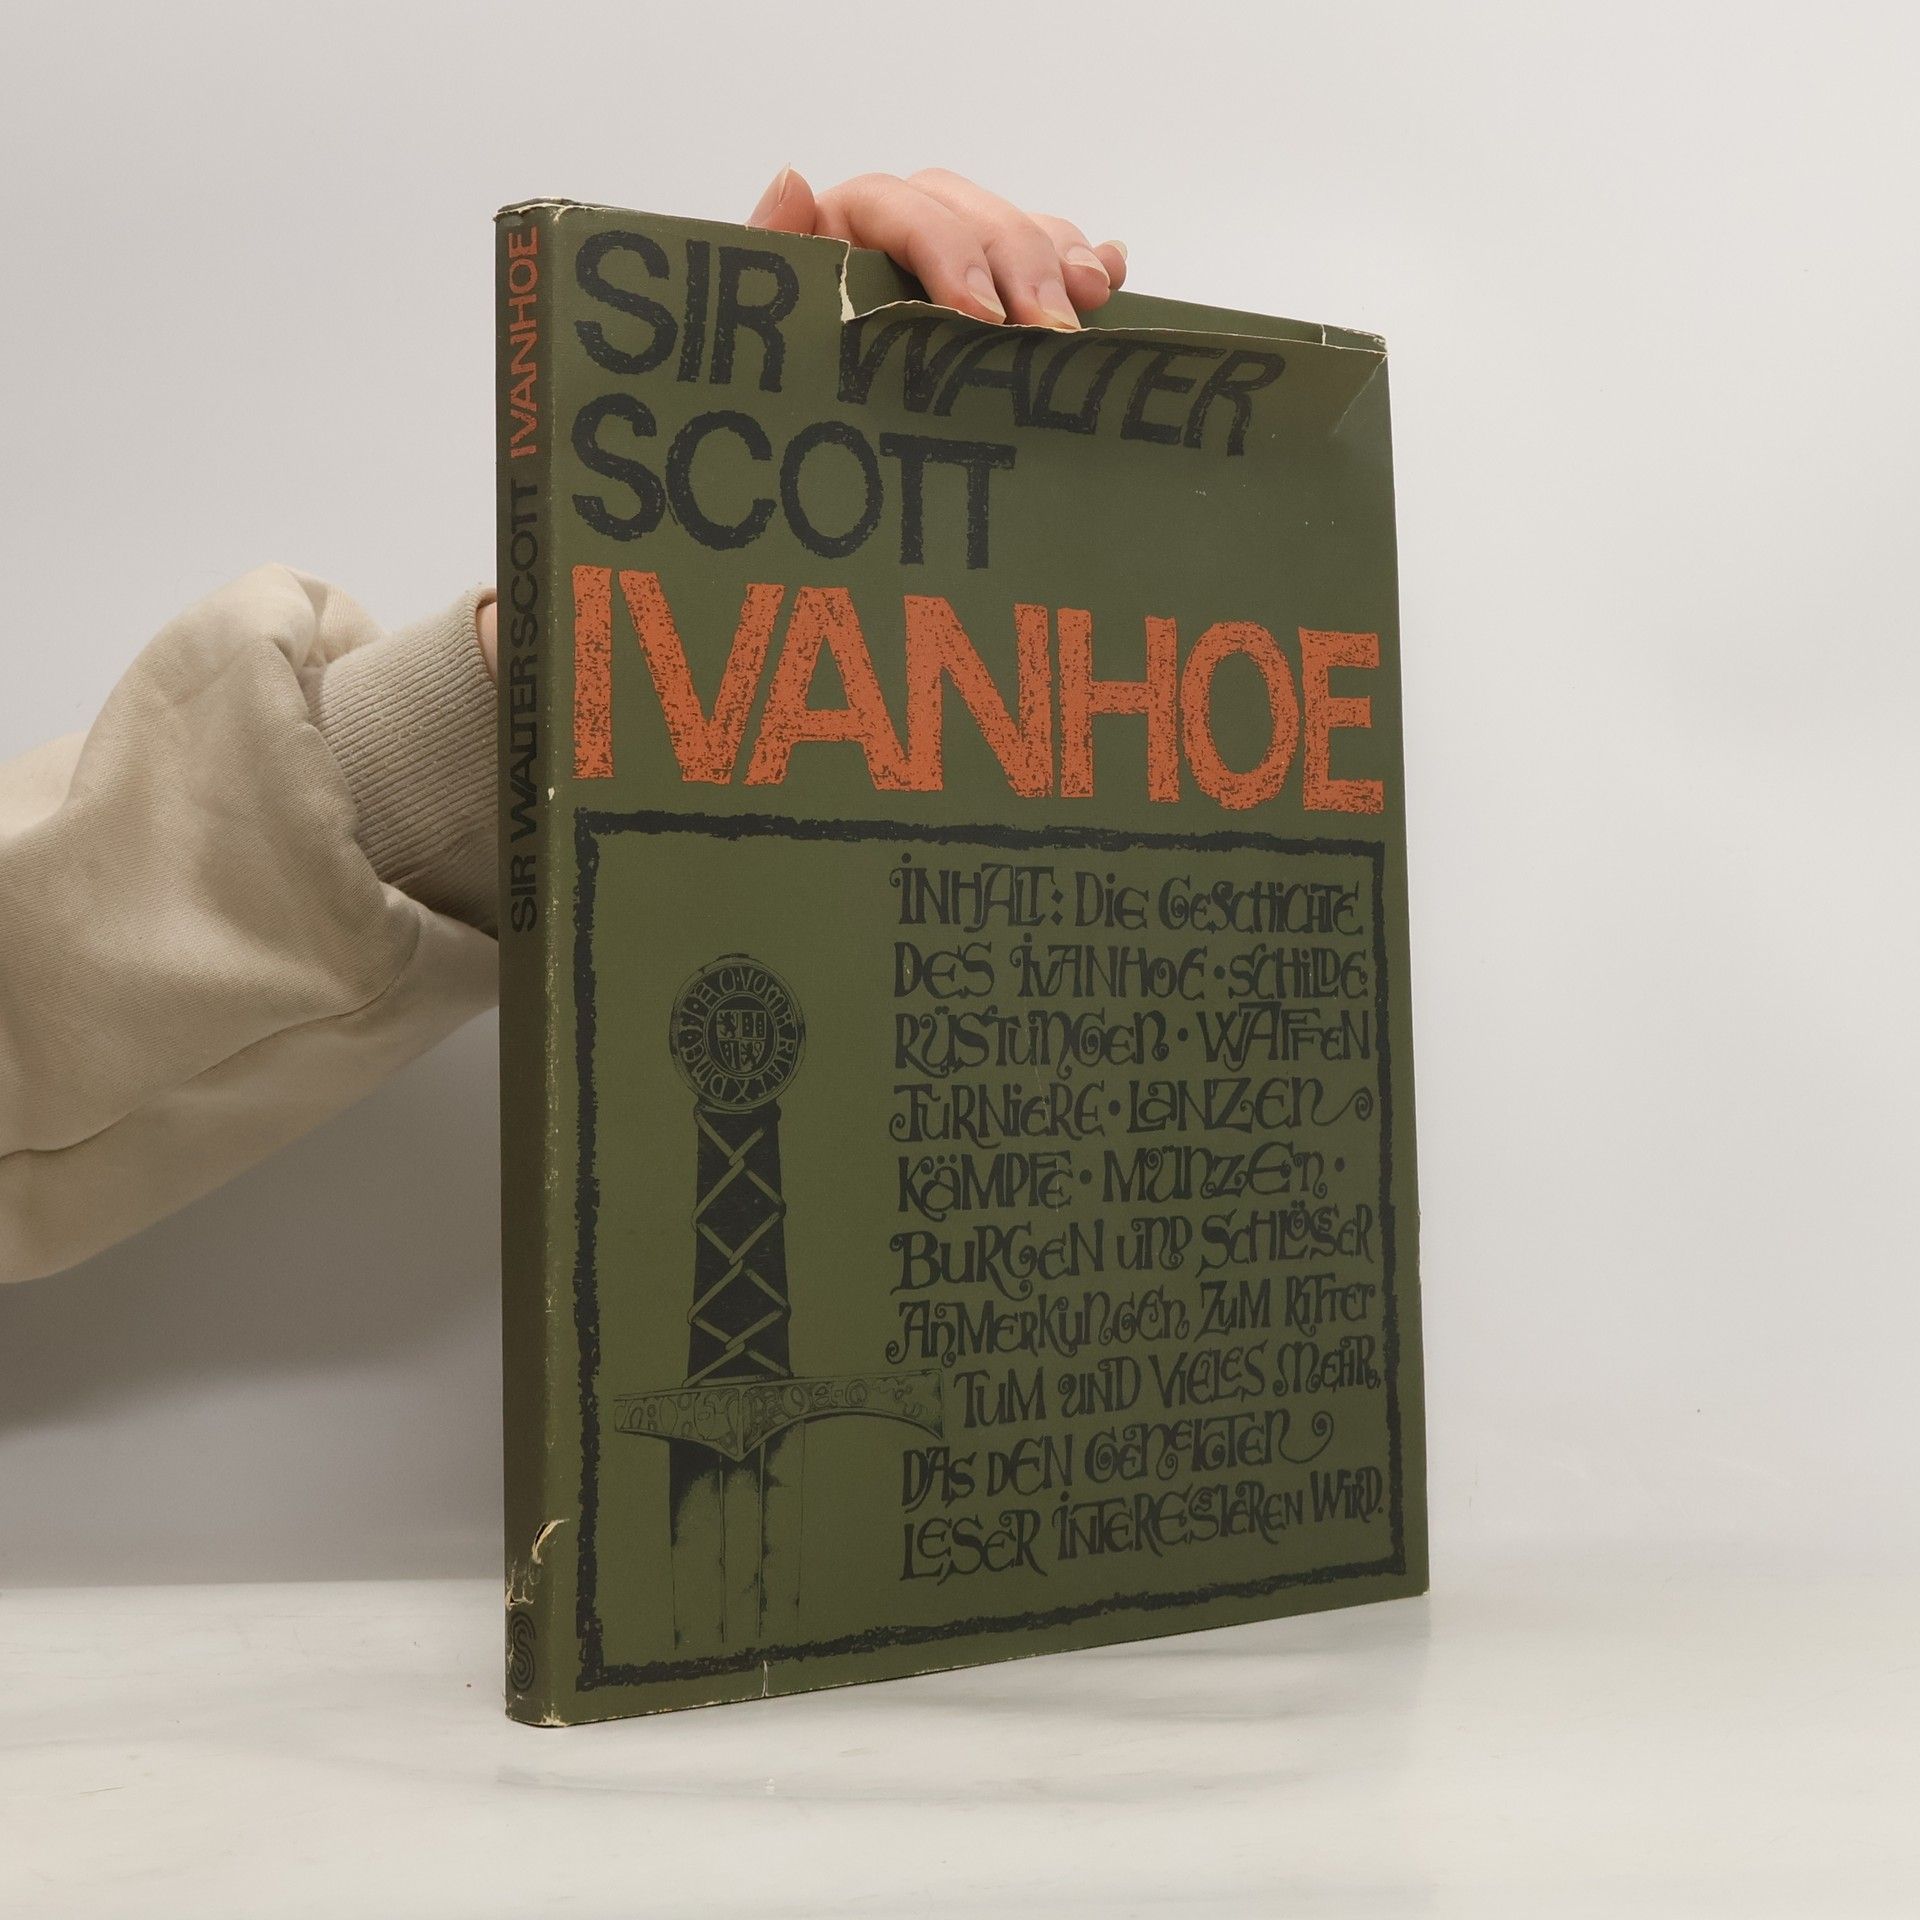 SIR WALTER SCOTT IVANHOE
S
SIR WALTER
SCOTT
IVANHOE
INHALT: DIE GESCHICHTE
DES IVANHOE • SCHILDE
RÜSTUNGEN • WAFFEN
TURNIERE • LANZEN
KÄMPFE • MÜNZEN •
BURGEN UND SCHLÖSSER
ANMERKUNGEN ZUM RITTER
TUM UND VIELES MEHR,
DAS DEN GENEIGTEN
LESER INTERESSIEREN WIRD.